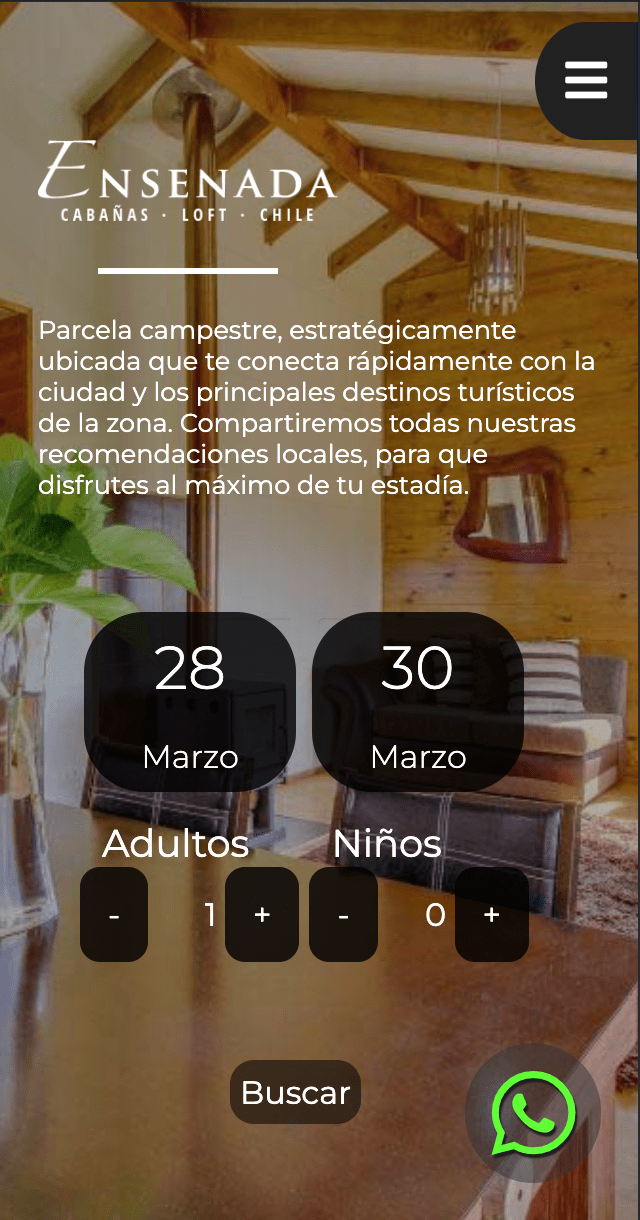 ENSENADA
CABAÑAS · LOFT · CHILE
Parcela campestre, estratégicamente
ubicada que te conecta rápidamente con la
ciudad y los principales destinos turísticos
de la zona. Compartiremos todas nuestras
recomendaciones locales, para que
disfrutes al máximo de tu estadía.
28 30
Marzo Marzo
Adultos Niños
- 1 + - 0 +
Buscar